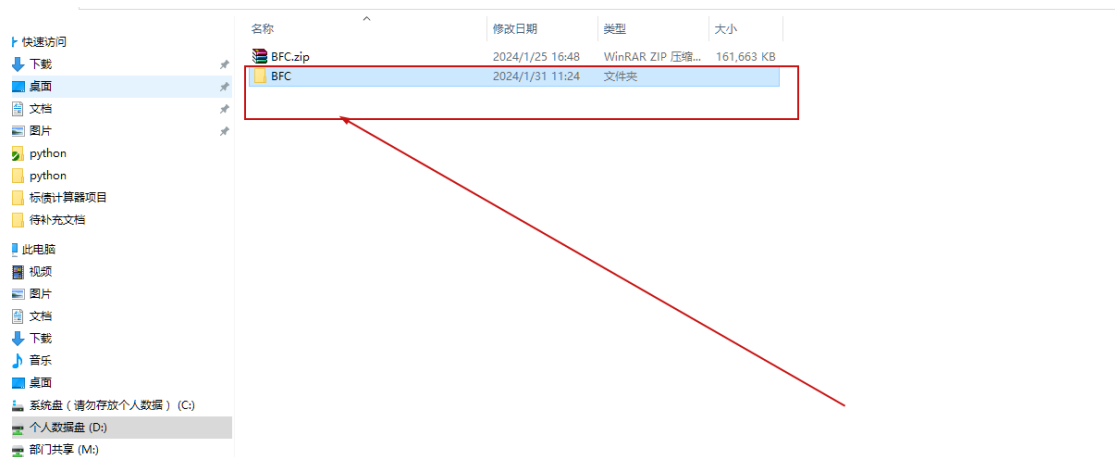 名称 修改日期 类型 大小
BFC.zip 2024/1/25 16:48 WinRAR ZIP 压缩... 161,663 KB
BFC 2024/1/31 11:24 文件夹
快速访问
下载
桌面
文档
图片
python
python
标债计算器项目
待补充文档
此电脑
视频
图片
文档
下载
音乐
桌面
系统盘（请勿存放个人数据） (C:)
个人数据盘 (D:)
部门共享 (M:)